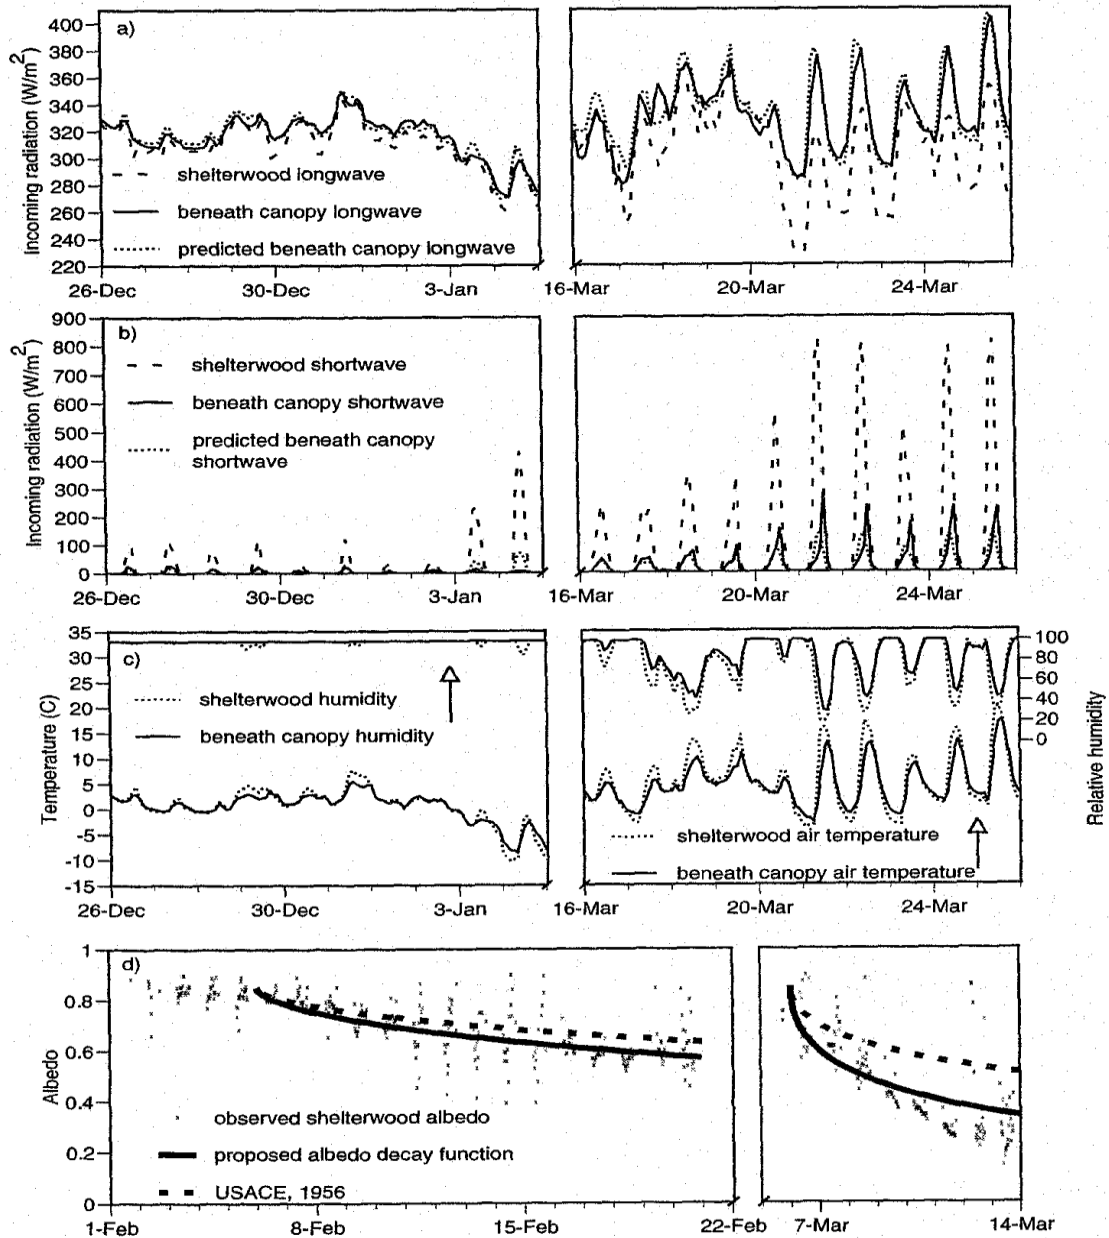 a)
Incoming radiation (W/m2)
400
380
360
340
320
300
280
260
240
220
shelterwood longwave
beneath canopy longwave
predicted beneath canopy longwave
26-Dec 30-Dec 3-Jan 16-Mar 20-Mar 24-Mar
b)
Incoming radiation (W/m2)
900
800
700
600
500
400
300
200
100
0
shelterwood shortwave
beneath canopy shortwave
predicted beneath canopy
shortwave
26-Dec 30-Dec 3-Jan 16-Mar 20-Mar 24-Mar
c)
Temperature (C)
35
30
25
20
15
10
5
0
-5
-10
-15
shelterwood humidity
beneath canopy humidity
100
80
60
40
20
0
Relative humidity
shelterwood air temperature
beneath canopy air temperature
26-Dec 30-Dec 3-Jan 16-Mar 20-Mar 24-Mar
d)
Albedo
1
0.8
0.6
0.4
0.2
0
observed shelterwood albedo
proposed albedo decay function
USACE, 1956
1-Feb 8-Feb 15-Feb 22-Feb 7-Mar 14-Mar